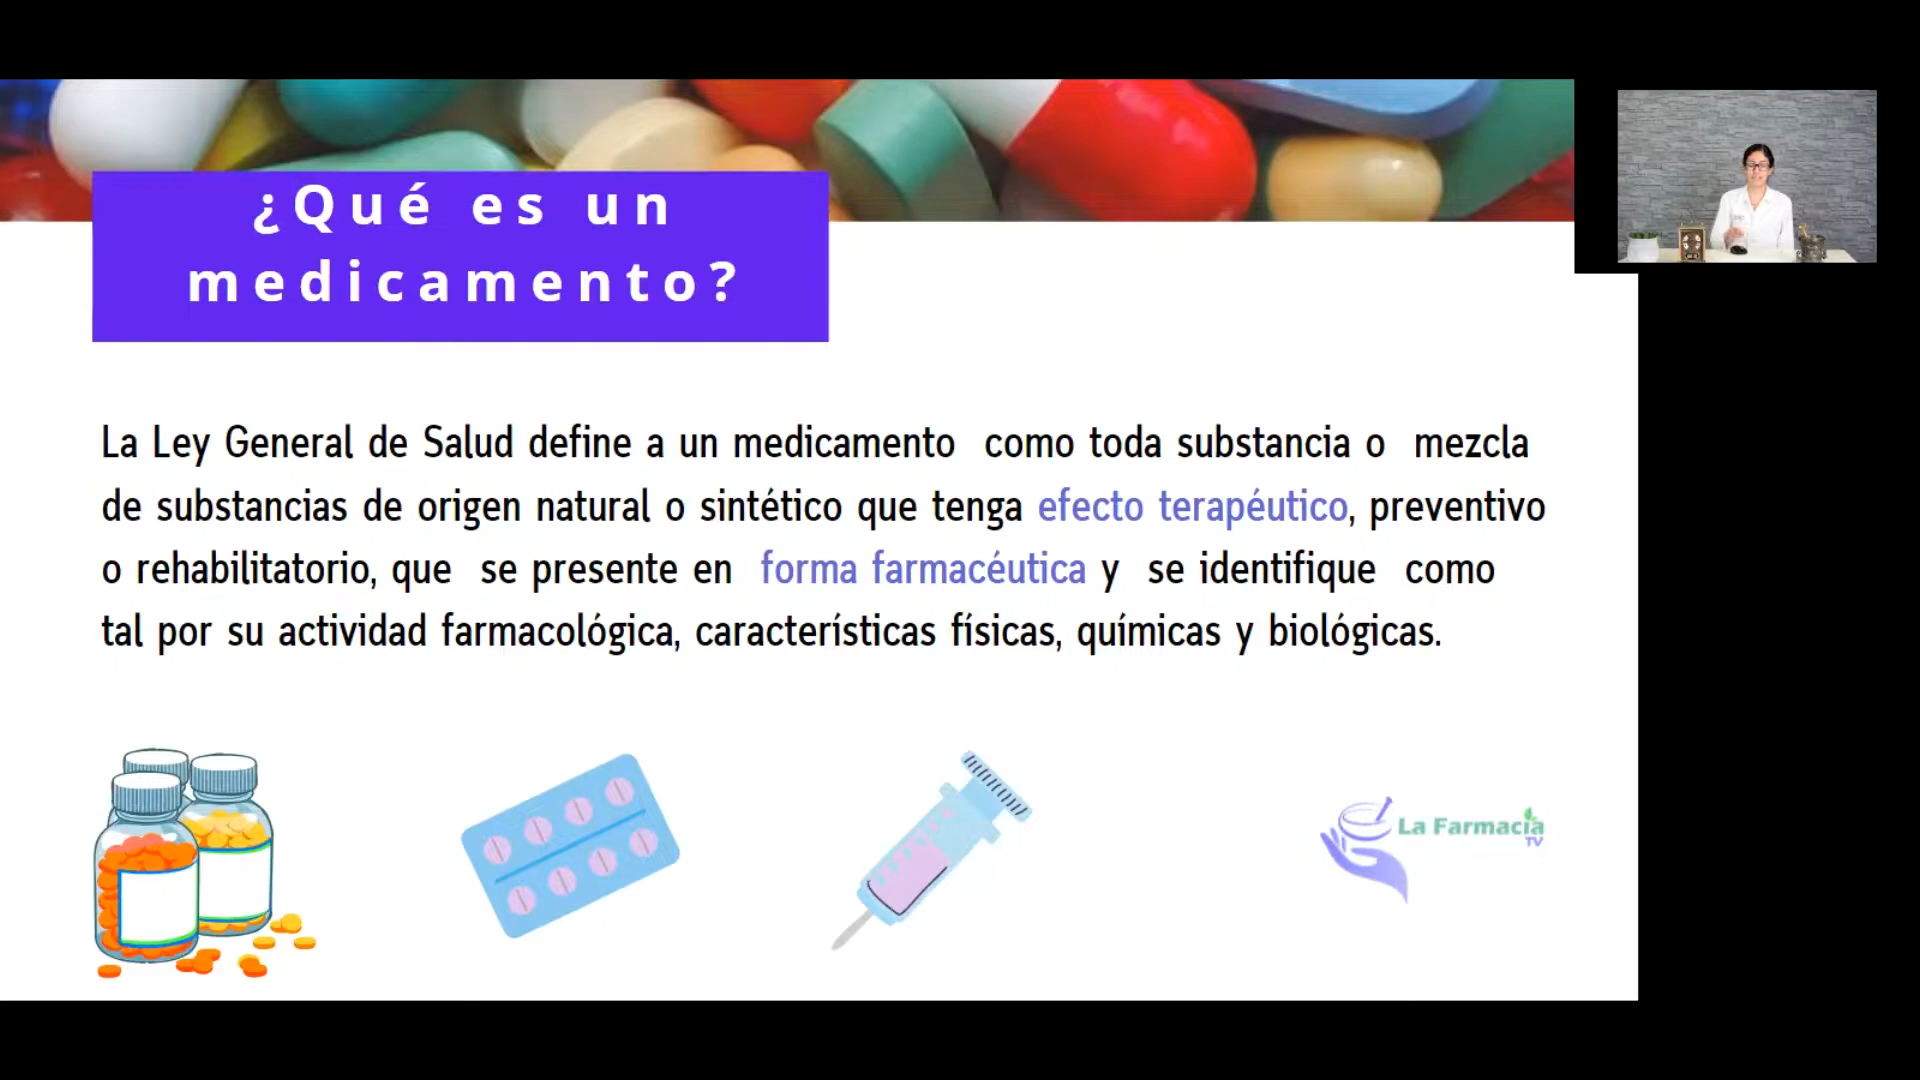 ¿Qué es un
medicamento?
La Ley General de Salud define a un medicamento como toda substancia o mezcla
de substancias de origen natural o sintético que tenga efecto terapéutico, preventivo
o rehabilitatorio, que se presente en forma farmacéutica y se identifique como
tal por su actividad farmacológica, características físicas, químicas y biológicas.
La Farmacia
TV